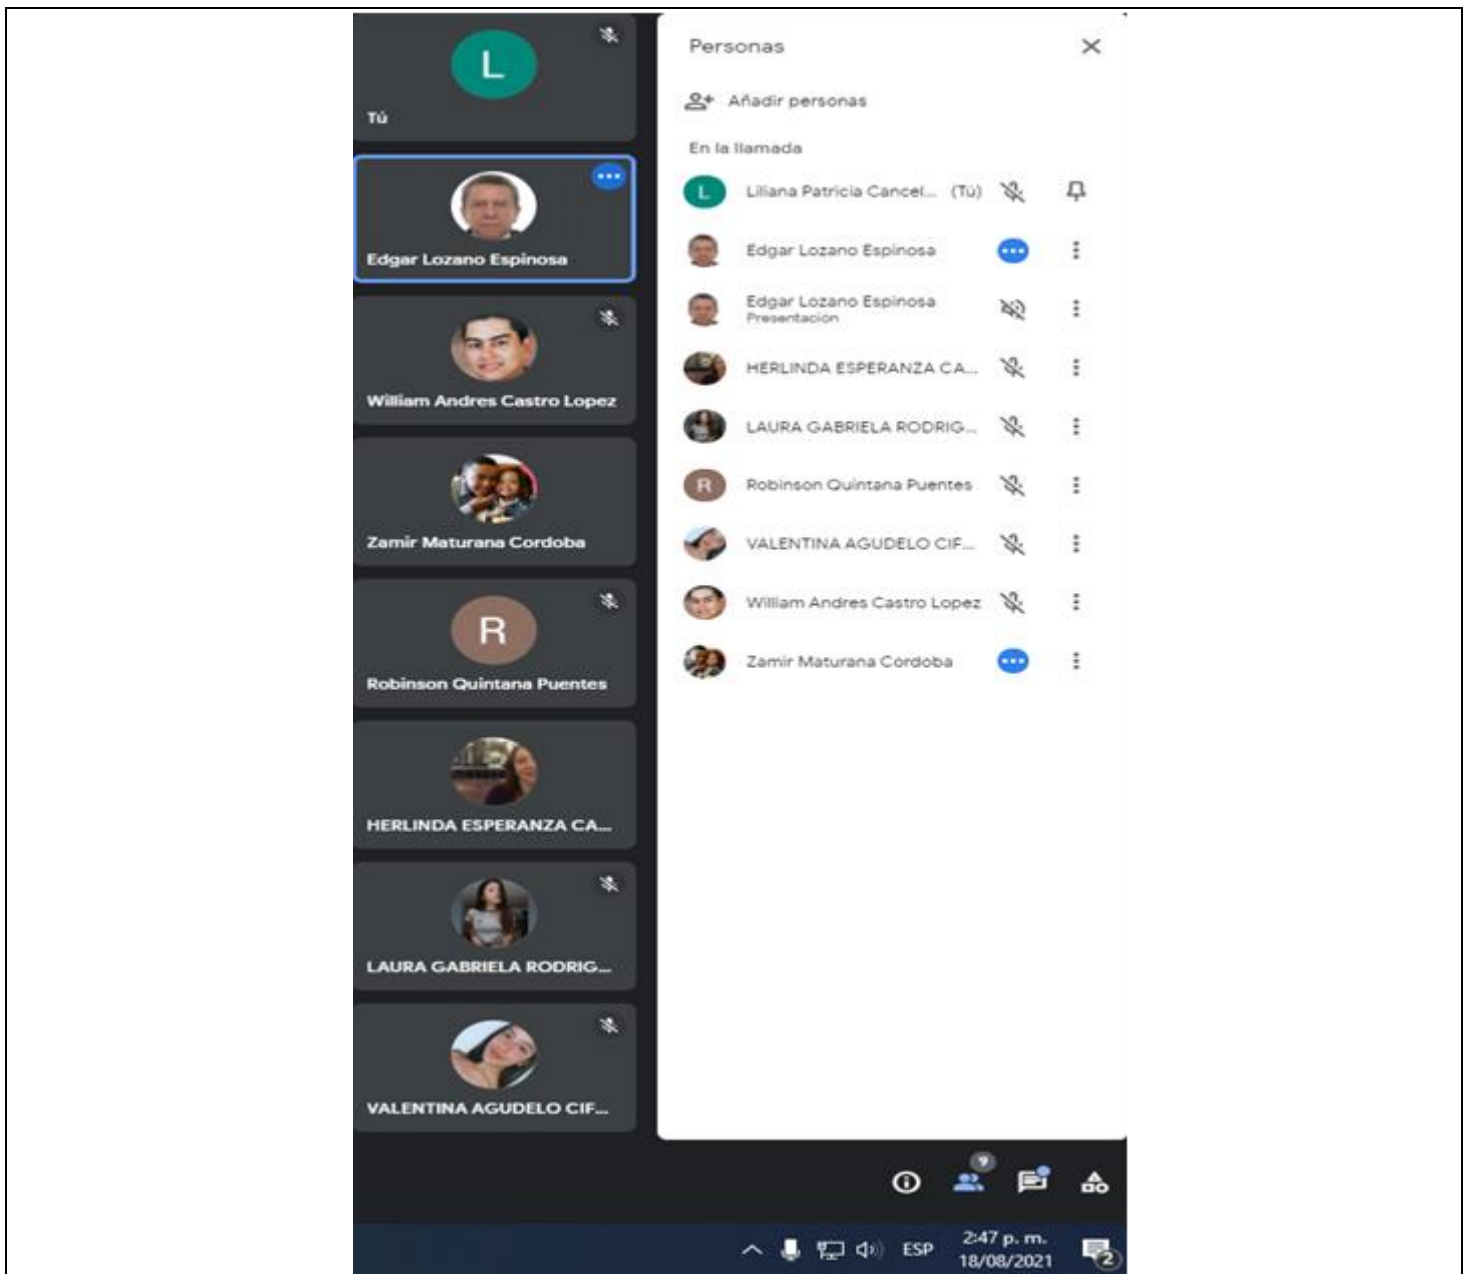 L
Tú
Edgar Lozano Espinosa
William Andres Castro Lopez
Zamir Maturana Cordoba
R
Robinson Quintana Puentes
HERLINDA ESPERANZA CA...
LAURA GABRIELA RODRIG...
VALENTINA AGUDELO CIF...
Personas
Añadir personas
En la llamada
L Liliana Patricia Cancel... (Tú)
Edgar Lozano Espinosa
Edgar Lozano Espinosa
Presentación
HERLINDA ESPERANZA CA...
LAURA GABRIELA RODRIG...
R Robinson Quintana Puentes
VALENTINA AGUDELO CIF...
William Andres Castro Lopez
Zamir Maturana Cordoba
9
ESP
2:47 p. m.
18/08/2021
2